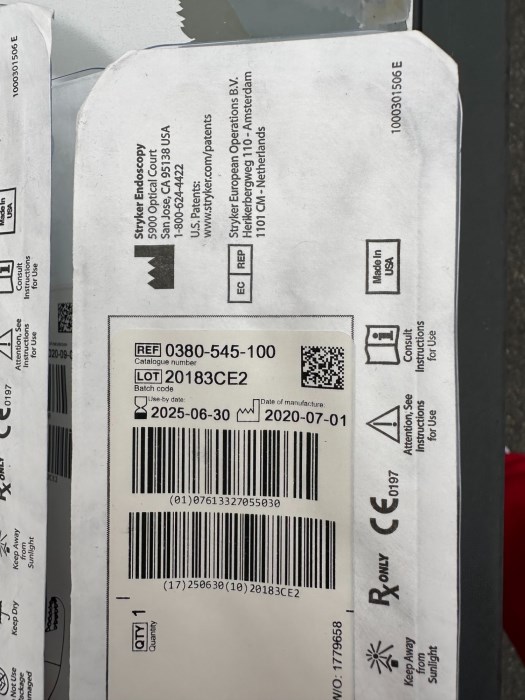 1000301506 E
Made in
USA
Consult
Instructions
for Use
Attention, See
Instructions
for Use
CE 0197
Rx ONLY
Keep Away
from
Sunlight
Keep Dry
Not Use
Stryker Endoscopy
5900 Optical Court
San Jose, CA 95138 USA
1-800-624-4422
U.S. Patents:
www.stryker.com/patents
EC REP
Stryker European Operations B.V.
Herikerbergweg 110 - Amsterdam
1101 CM - Netherlands
1000301506 E
REF 0380-545-100
Catalogue number
LOT 20183CE2
Batch code
Use-by date:
2025-06-30
Date of manufacture:
2020-07-01
(01)07613327055030
(17)250630(10)20183CE2
QTY 1
Quantity
W/O: 1779658
Made in
USA
Consult
Instructions
for Use
Attention, See
Instructions
for Use
CE 0197
Rx ONLY
Keep Away
from
Sunlight